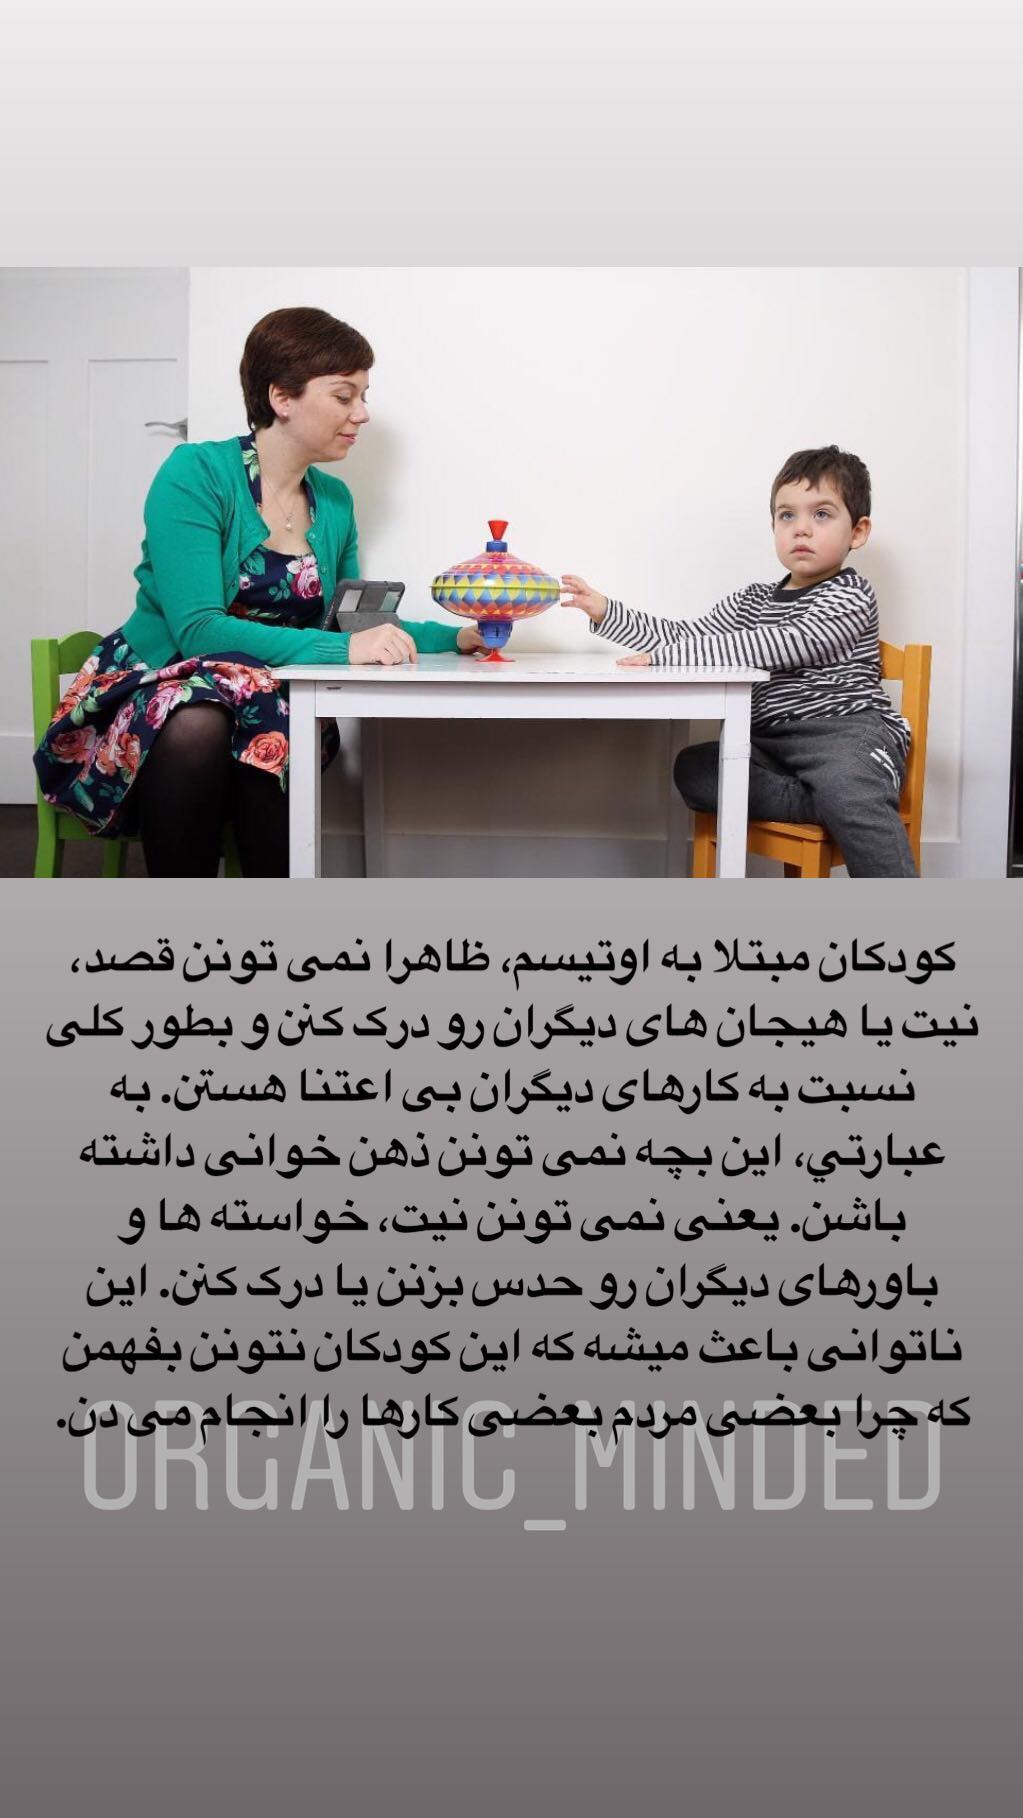 کودکان مبتلا به اوتیسم، ظاهرا نمی تونن قصد،
نیت یا هیجان های دیگران رو درک کنن و بطور کلی
نسبت به کارهای دیگران بی اعتنا هستن. به
عبارتي، این بچه نمی تونن ذهن خوانی داشته
باشن. یعنی نمی تونن نیت، خواسته ها و
باورهای دیگران رو حدس بزنن یا درک کنن. این
ناتوانی باعث میشه که این کودکان نتونن بفهمن
که چرا بعضی مردم بعضی کارها را انجام می دن.
ORGANIC_MINDED